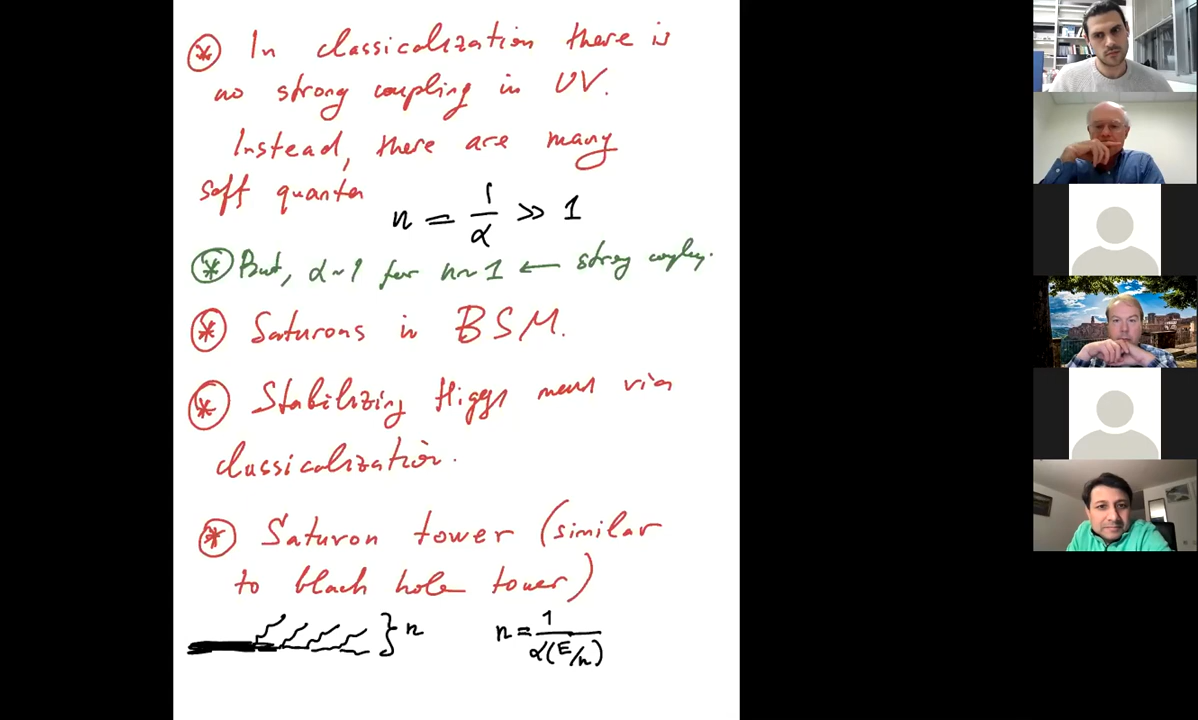 ⊛ In classicalization there is
no strong coupling in UV.
Instead, there are many
soft quanta
n = 1/α >> 1
⊛ But, α~1 for n~1 ← strong coupling.
⊛ Saturons in BSM.
⊛ Stabilizing Higgs mass via
classicalization.
⊛ Saturon tower (similar
to black hole tower)
} n n = 1/α(E/n)